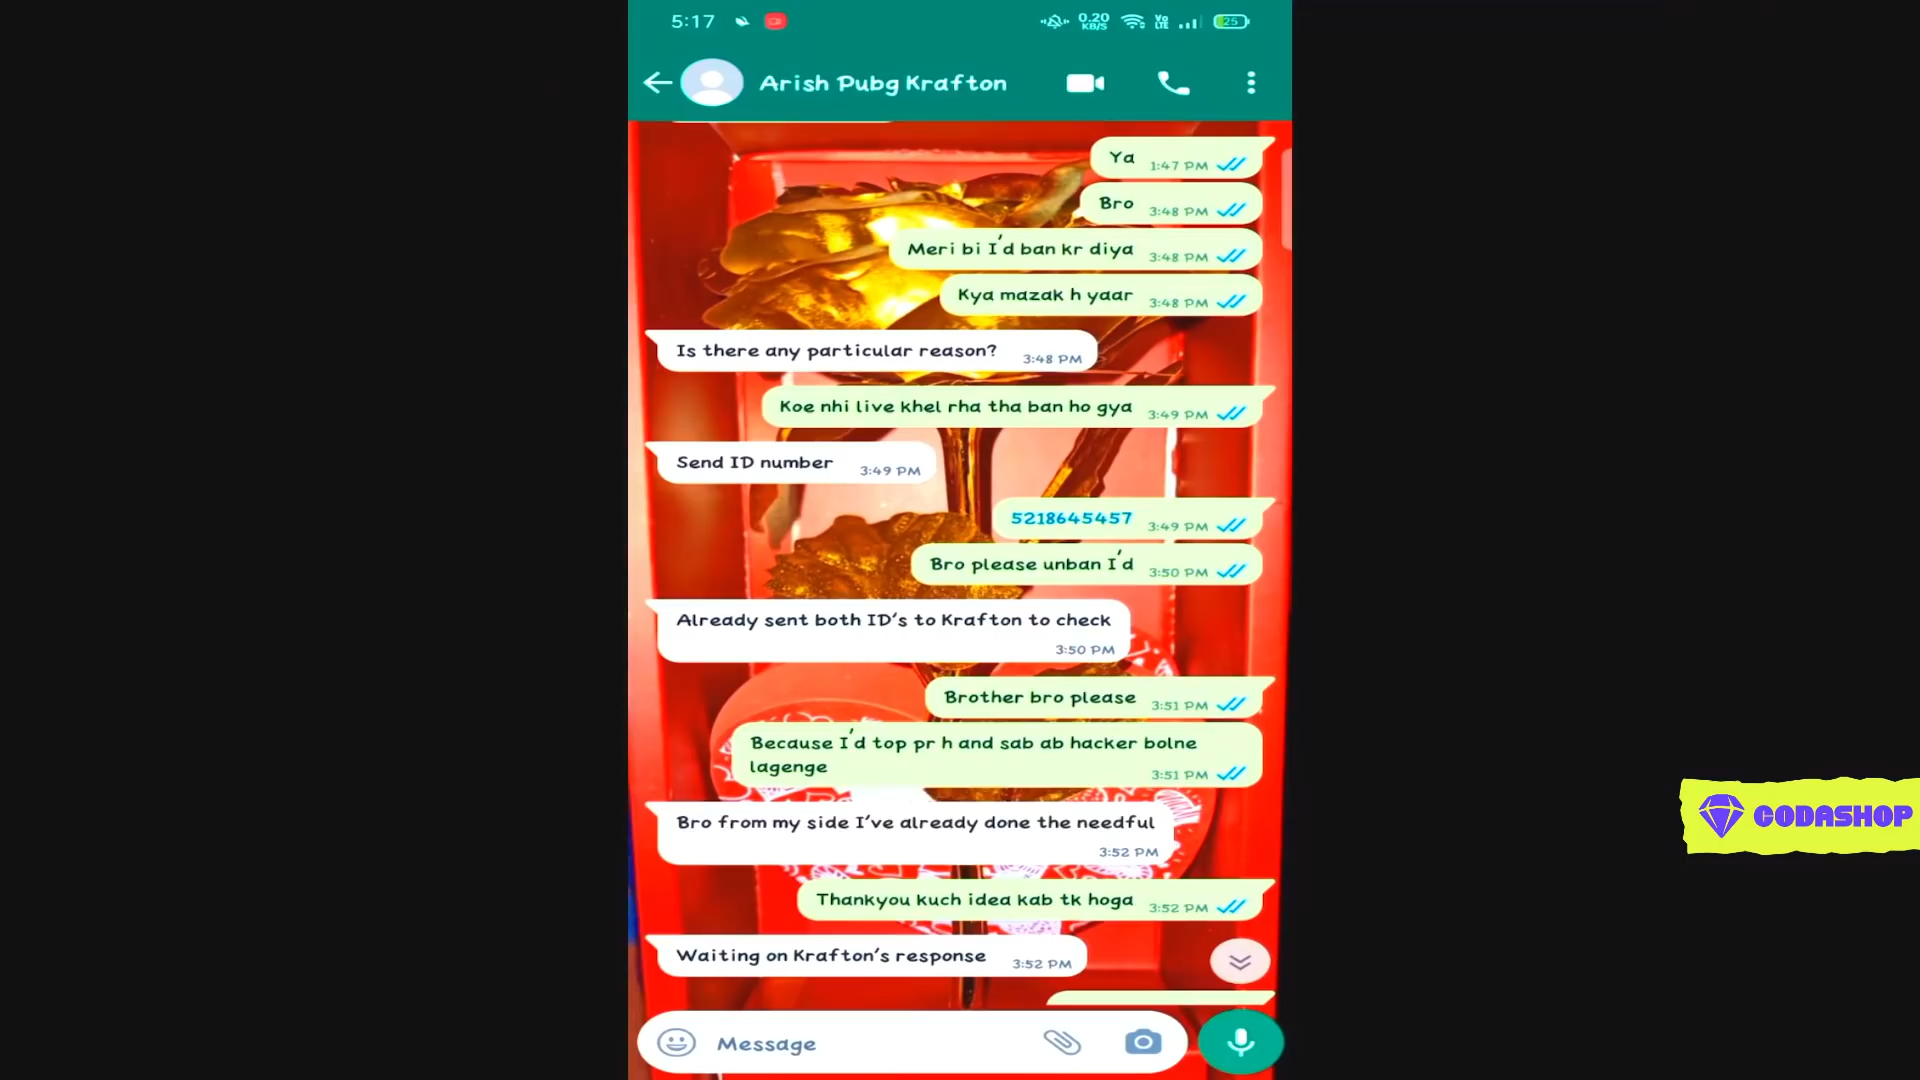 5:17
0.20
KB/S
Vo
LTE
25
Arish Pubg Krafton
Ya 1:47 PM
Bro 3:48 PM
Meri bi I'd ban kr diya 3:48 PM
Kya mazak h yaar 3:48 PM
Is there any particular reason? 3:48 PM
Koe nhi live khel rha tha ban ho gya 3:49 PM
Send ID number 3:49 PM
5218645457 3:49 PM
Bro please unban I'd 3:50 PM
Already sent both ID's to Krafton to check
3:50 PM
Brother bro please 3:51 PM
Because I'd top pr h and sab ab hacker bolne
lagenge 3:51 PM
Bro from my side I've already done the needful
3:52 PM
CODASHOP
Thankyou kuch idea kab tk hoga 3:52 PM
Waiting on Krafton's response 3:52 PM
Message